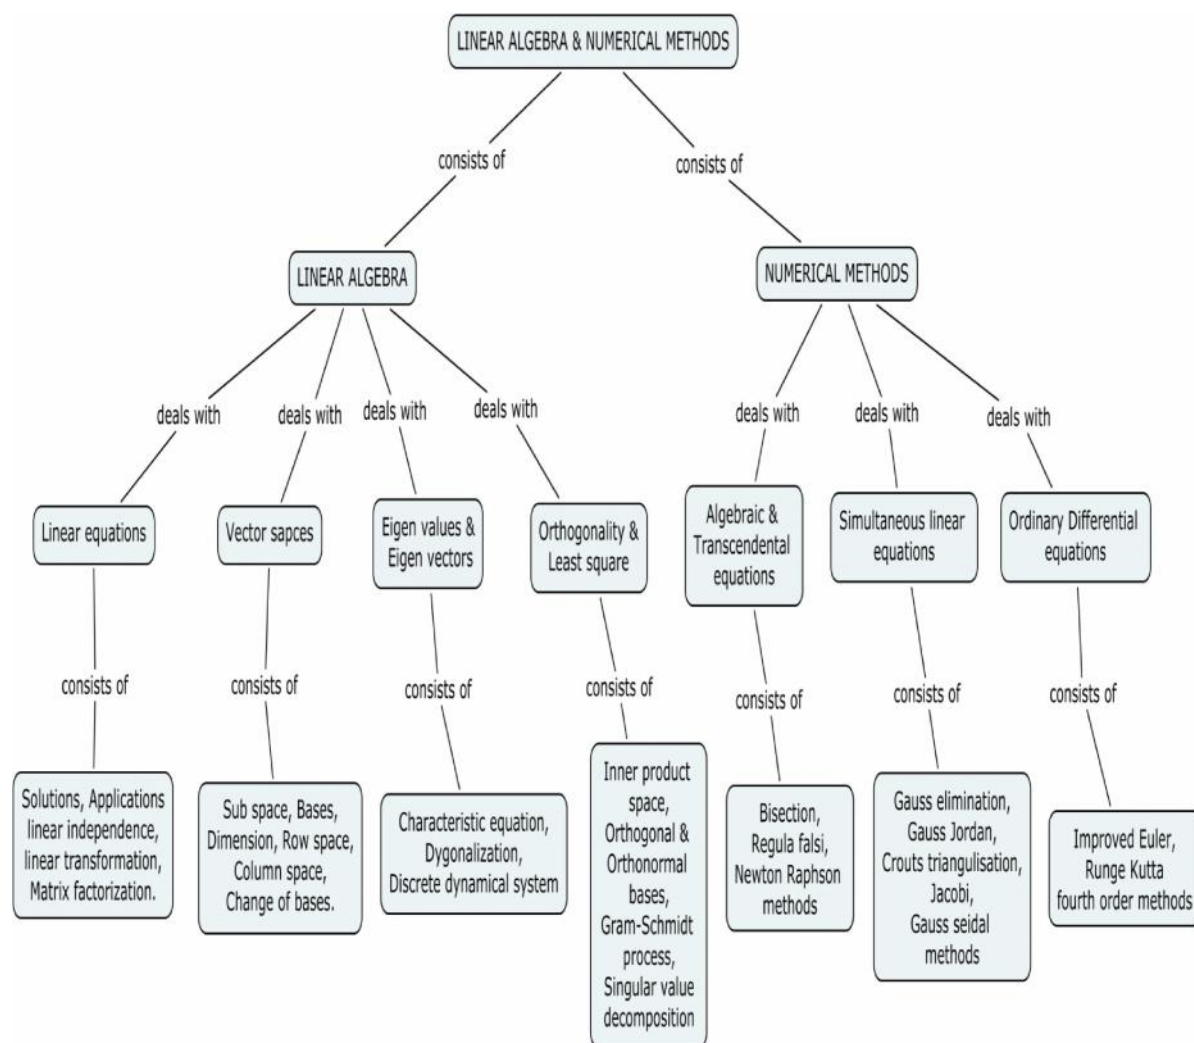 LINEAR ALGEBRA & NUMERICAL METHODS
consists of
consists of
LINEAR ALGEBRA
NUMERICAL METHODS
deals with
deals with
deals with
deals with
deals with
deals with
deals with
Linear equations
Vector sapces
Eigen values &
Eigen vectors
Orthogonality &
Least square
Algebraic &
Transcendental
equations
Simultaneous linear
equations
Ordinary Differential
equations
consists of
consists of
consists of
consists of
consists of
consists of
consists of
Solutions, Applications
linear independence,
linear transformation,
Matrix factorization.
Sub space, Bases,
Dimension, Row space,
Column space,
Change of bases.
Characteristic equation,
Dygonalization,
Discrete dynamical system
Inner product
space,
Orthogonal &
Orthonormal
bases,
Gram-Schmidt
process,
Singular value
decomposition
Bisection,
Regula falsi,
Newton Raphson
methods
Gauss elimination,
Gauss Jordan,
Crouts triangulisation,
Jacobi,
Gauss seidal
methods
Improved Euler,
Runge Kutta
fourth order methods